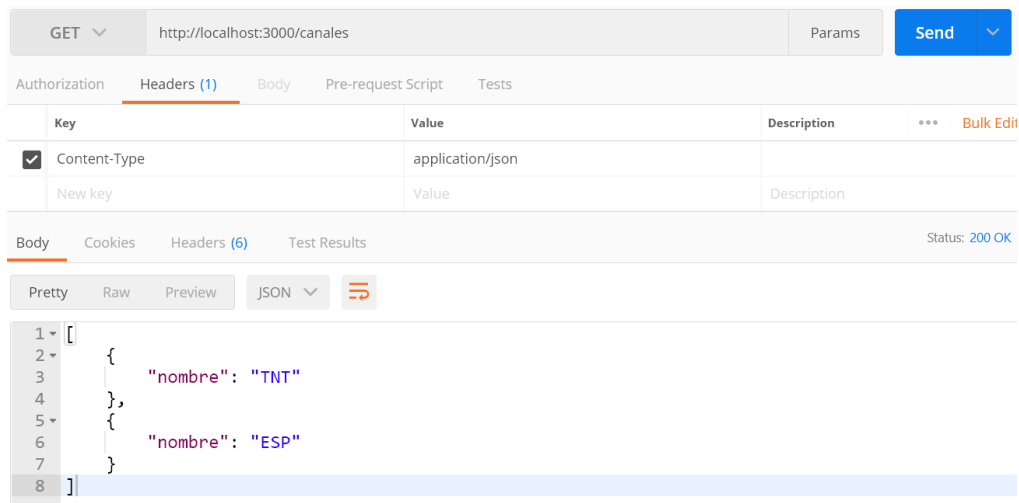 GET http://localhost:3000/canales Params Send
Authorization Headers (1) Body Pre-request Script Tests
Key Value Description ••• Bulk Edit
Content-Type application/json
New key Value Description
Body Cookies Headers (6) Test Results Status: 200 OK
Pretty Raw Preview JSON
1 [
2 {
3 "nombre": "TNT"
4 },
5 {
6 "nombre": "ESP"
7 }
8 ]